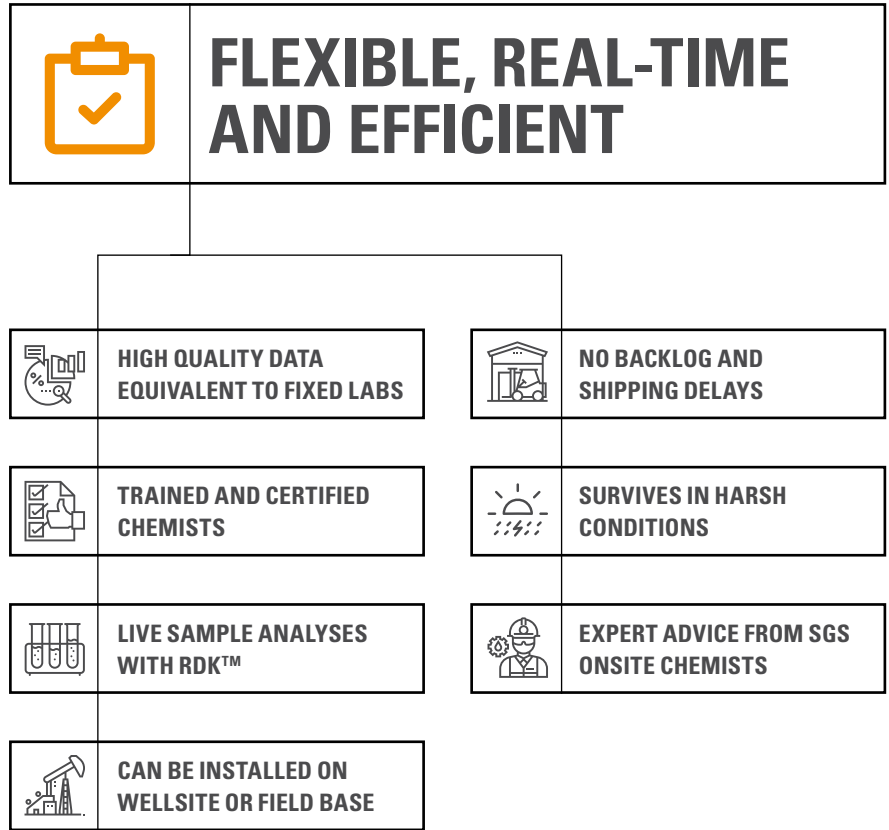 FLEXIBLE, REAL-TIME
AND EFFICIENT
HIGH QUALITY DATA
EQUIVALENT TO FIXED LABS
TRAINED AND CERTIFIED
CHEMISTS
LIVE SAMPLE ANALYSES
WITH RDK™
CAN BE INSTALLED ON
WELLSITE OR FIELD BASE
NO BACKLOG AND
SHIPPING DELAYS
SURVIVES IN HARSH
CONDITIONS
EXPERT ADVICE FROM SGS
ONSITE CHEMISTS